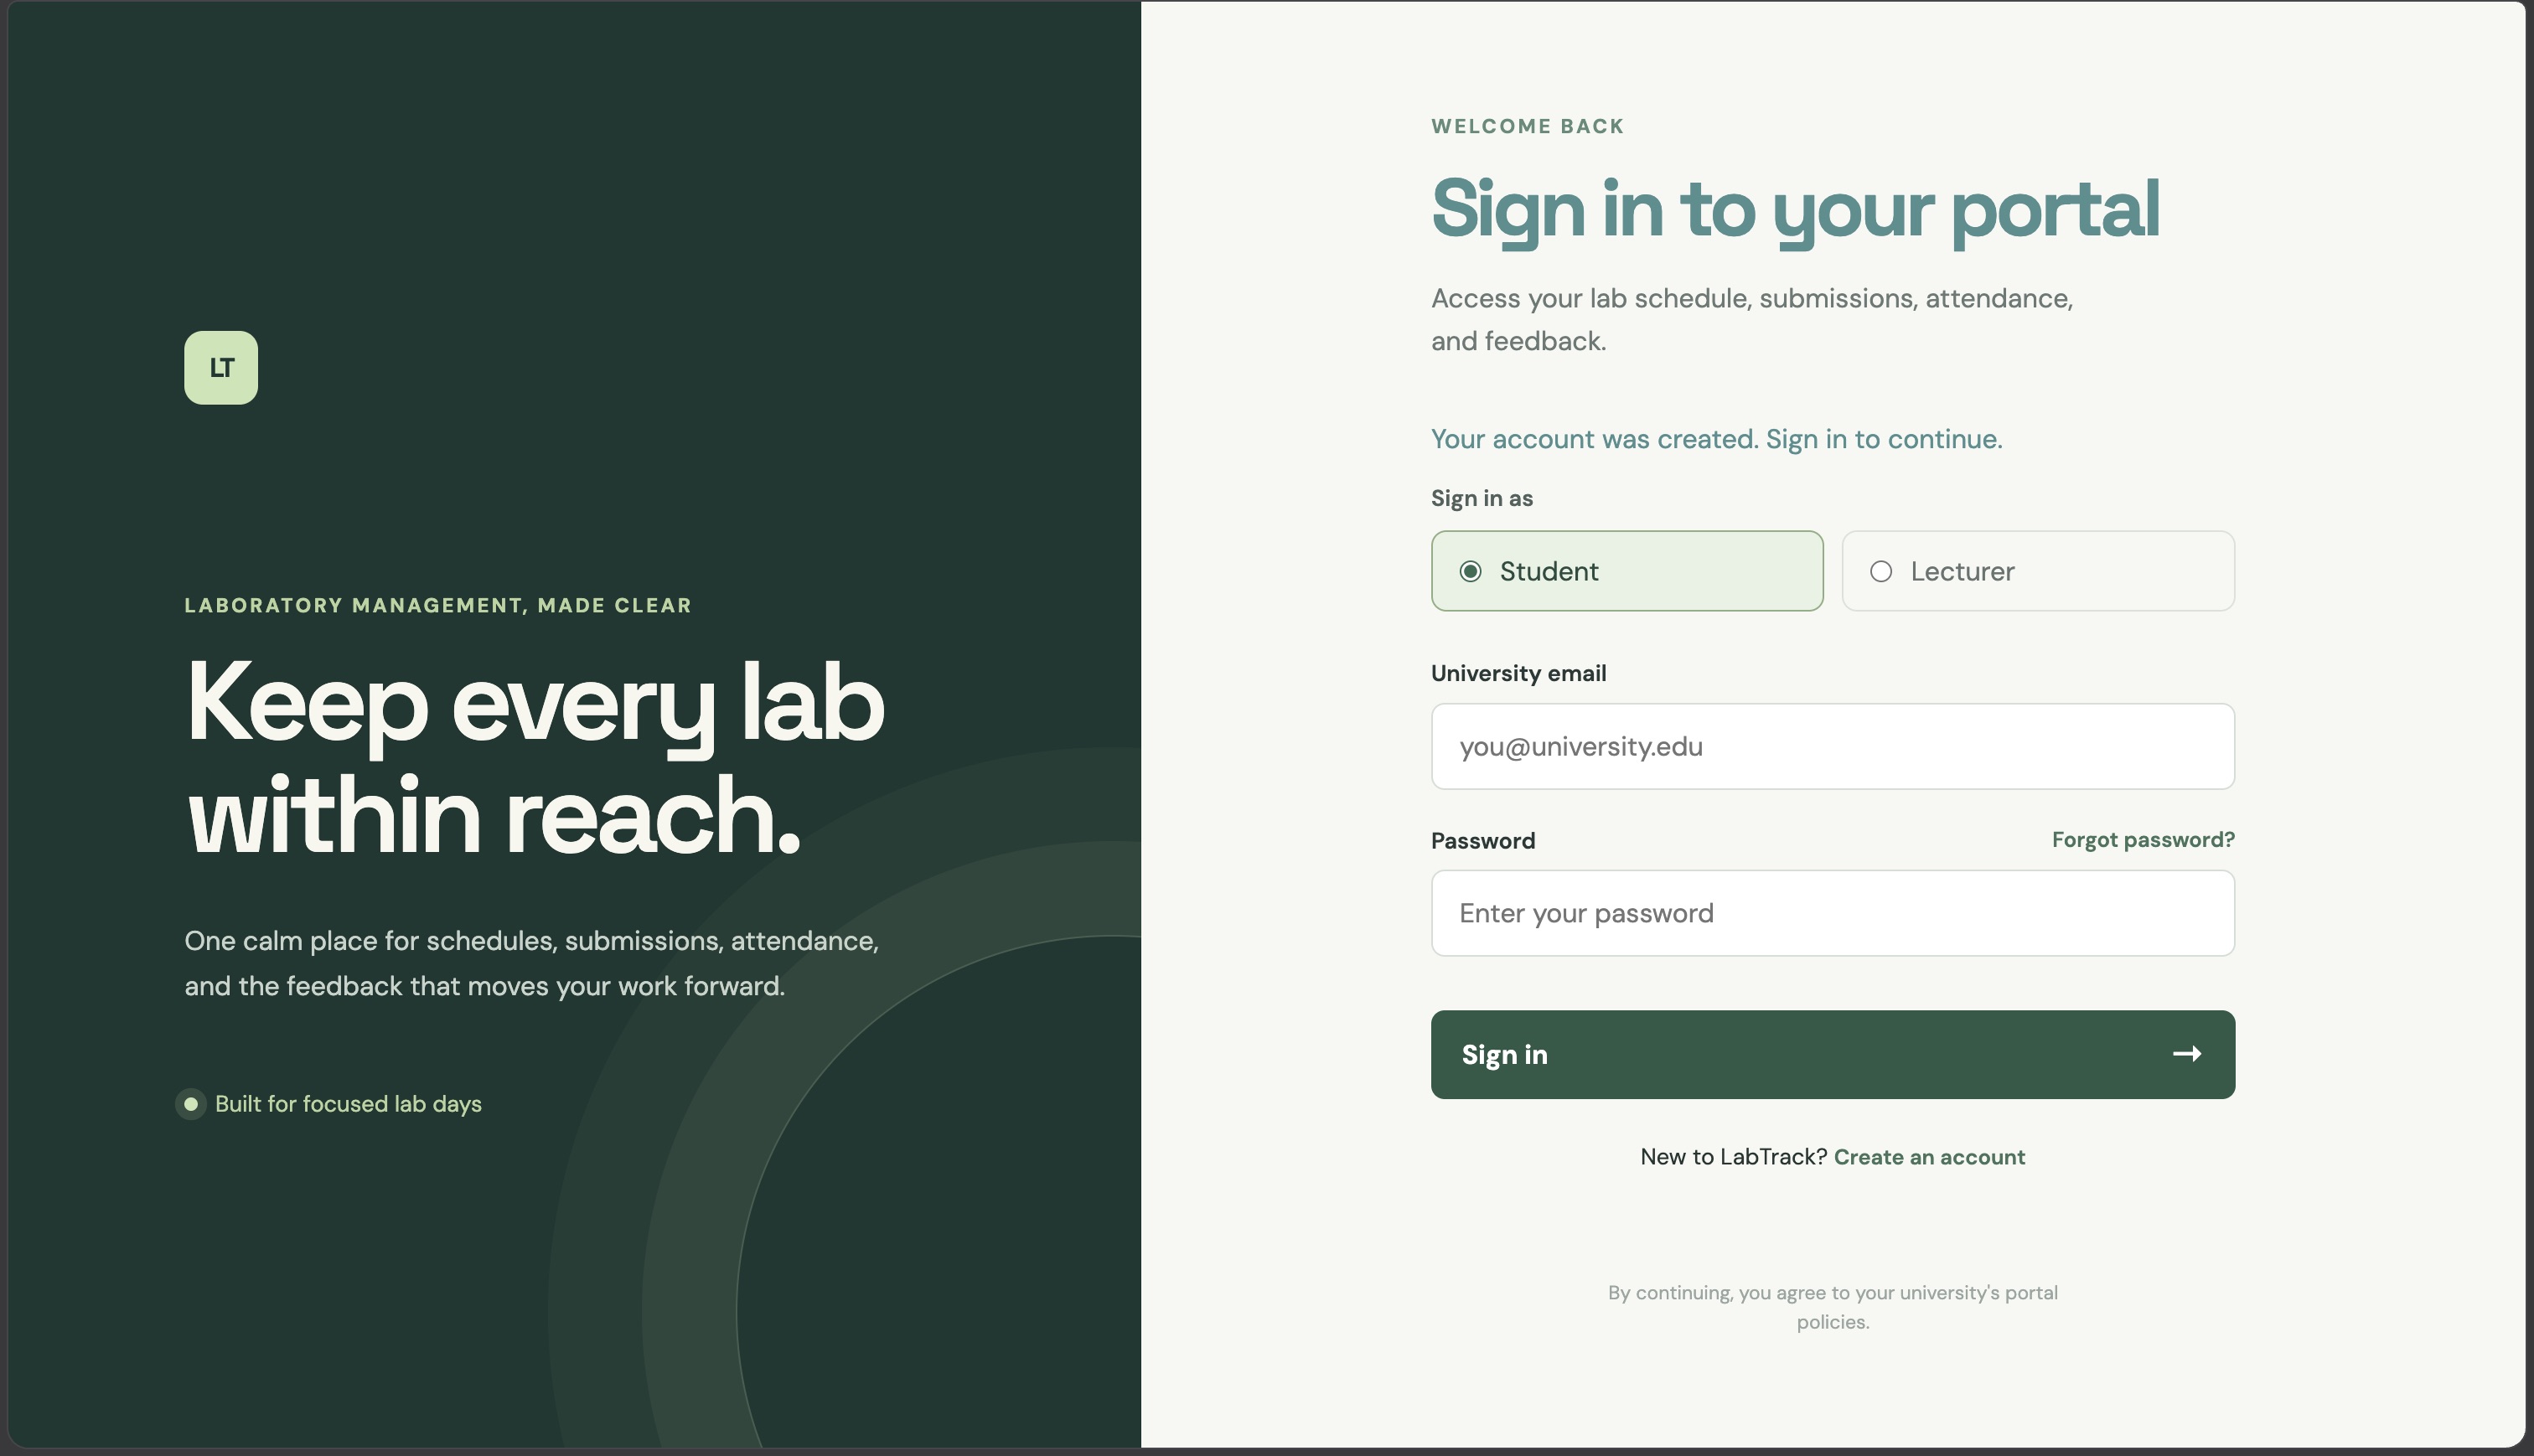 LT
LABORATORY MANAGEMENT, MADE CLEAR
Keep every lab
within reach.
One calm place for schedules, submissions, attendance,
and the feedback that moves your work forward.
Built for focused lab days
WELCOME BACK
Sign in to your portal
Access your lab schedule, submissions, attendance,
and feedback.
Your account was created. Sign in to continue.
Sign in as
Student
Lecturer
University email
you@university.edu
Password
Forgot password?
Enter your password
Sign in →
New to LabTrack? Create an account
By continuing, you agree to your university's portal
policies.